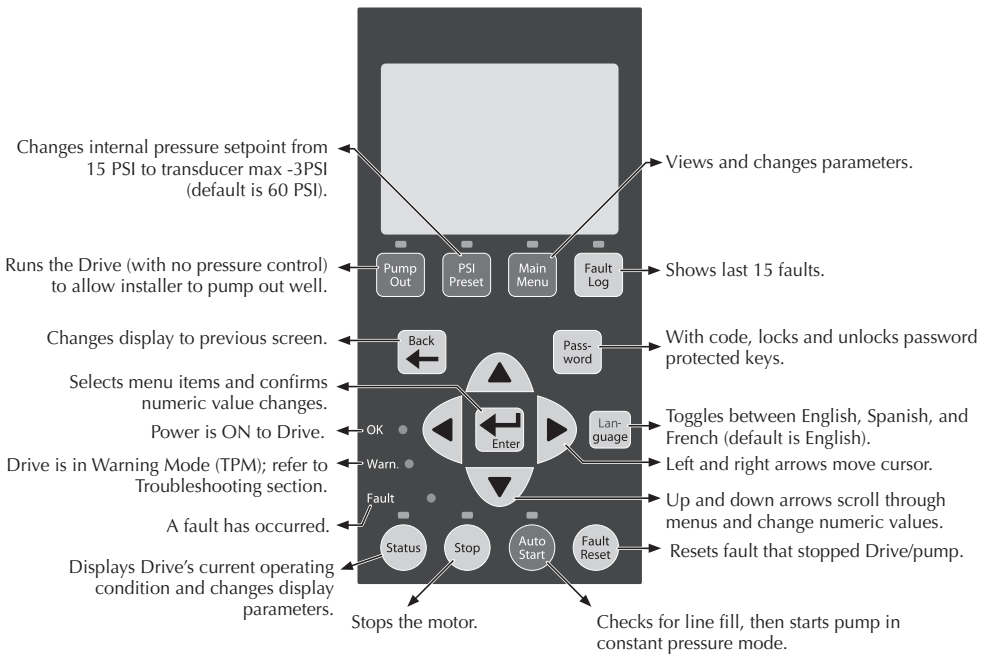 Changes internal pressure setpoint from
15 PSI to transducer max -3PSI
(default is 60 PSI).
Views and changes parameters.
Runs the Drive (with no pressure control)
to allow installer to pump out well.
Pump
Out
PSI
Preset
Main
Menu
Fault
Log
Shows last 15 faults.
Changes display to previous screen.
Back
Pass-
word
With code, locks and unlocks password
protected keys.
Selects menu items and confirms
numeric value changes.
Enter
Lan-
guage
Toggles between English, Spanish, and
French (default is English).
Power is ON to Drive.
OK
Left and right arrows move cursor.
Drive is in Warning Mode (TPM); refer to
Troubleshooting section.
Warn.
Up and down arrows scroll through
menus and change numeric values.
A fault has occurred.
Fault
Status
Stop
Auto
Start
Fault
Reset
Resets fault that stopped Drive/pump.
Displays Drive's current operating
condition and changes display
parameters.
Stops the motor.
Checks for line fill, then starts pump in
constant pressure mode.